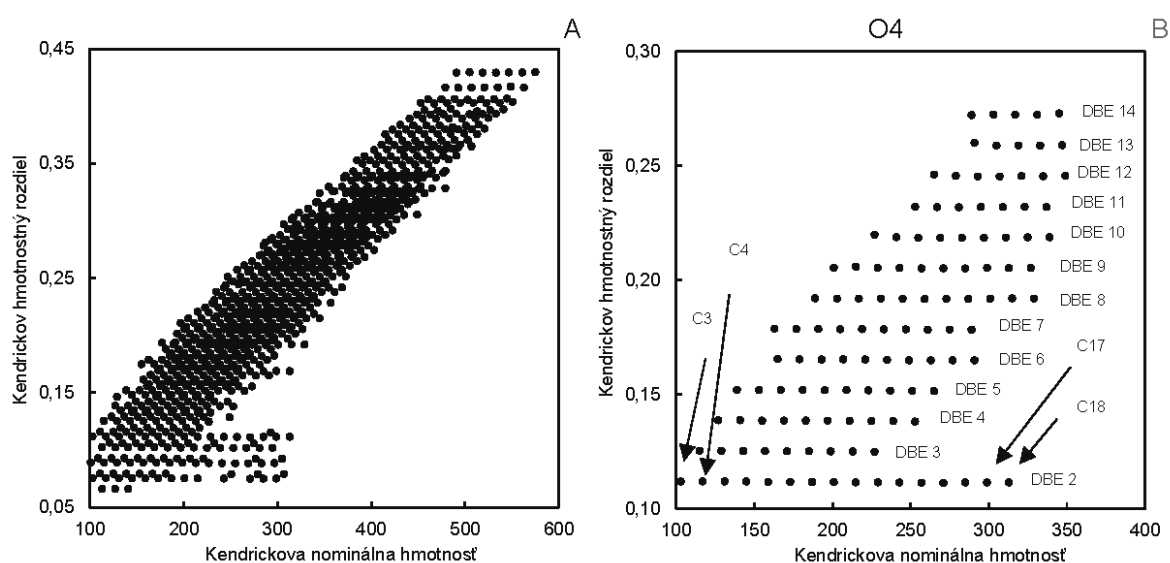 A
0,45
0,35
0,25
0,15
0,05
100
200
300
400
500
600
Kendrickov hmotnostný rozdiel
Kendrickova nominálna hmotnosť
O4
B
0,30
0,25
0,20
0,15
0,10
100
150
200
250
300
350
400
Kendrickov hmotnostný rozdiel
Kendrickova nominálna hmotnosť
DBE 14
DBE 13
DBE 12
DBE 11
DBE 10
DBE 9
DBE 8
DBE 7
DBE 6
DBE 5
DBE 4
DBE 3
DBE 2
C4
C3
C17
C18